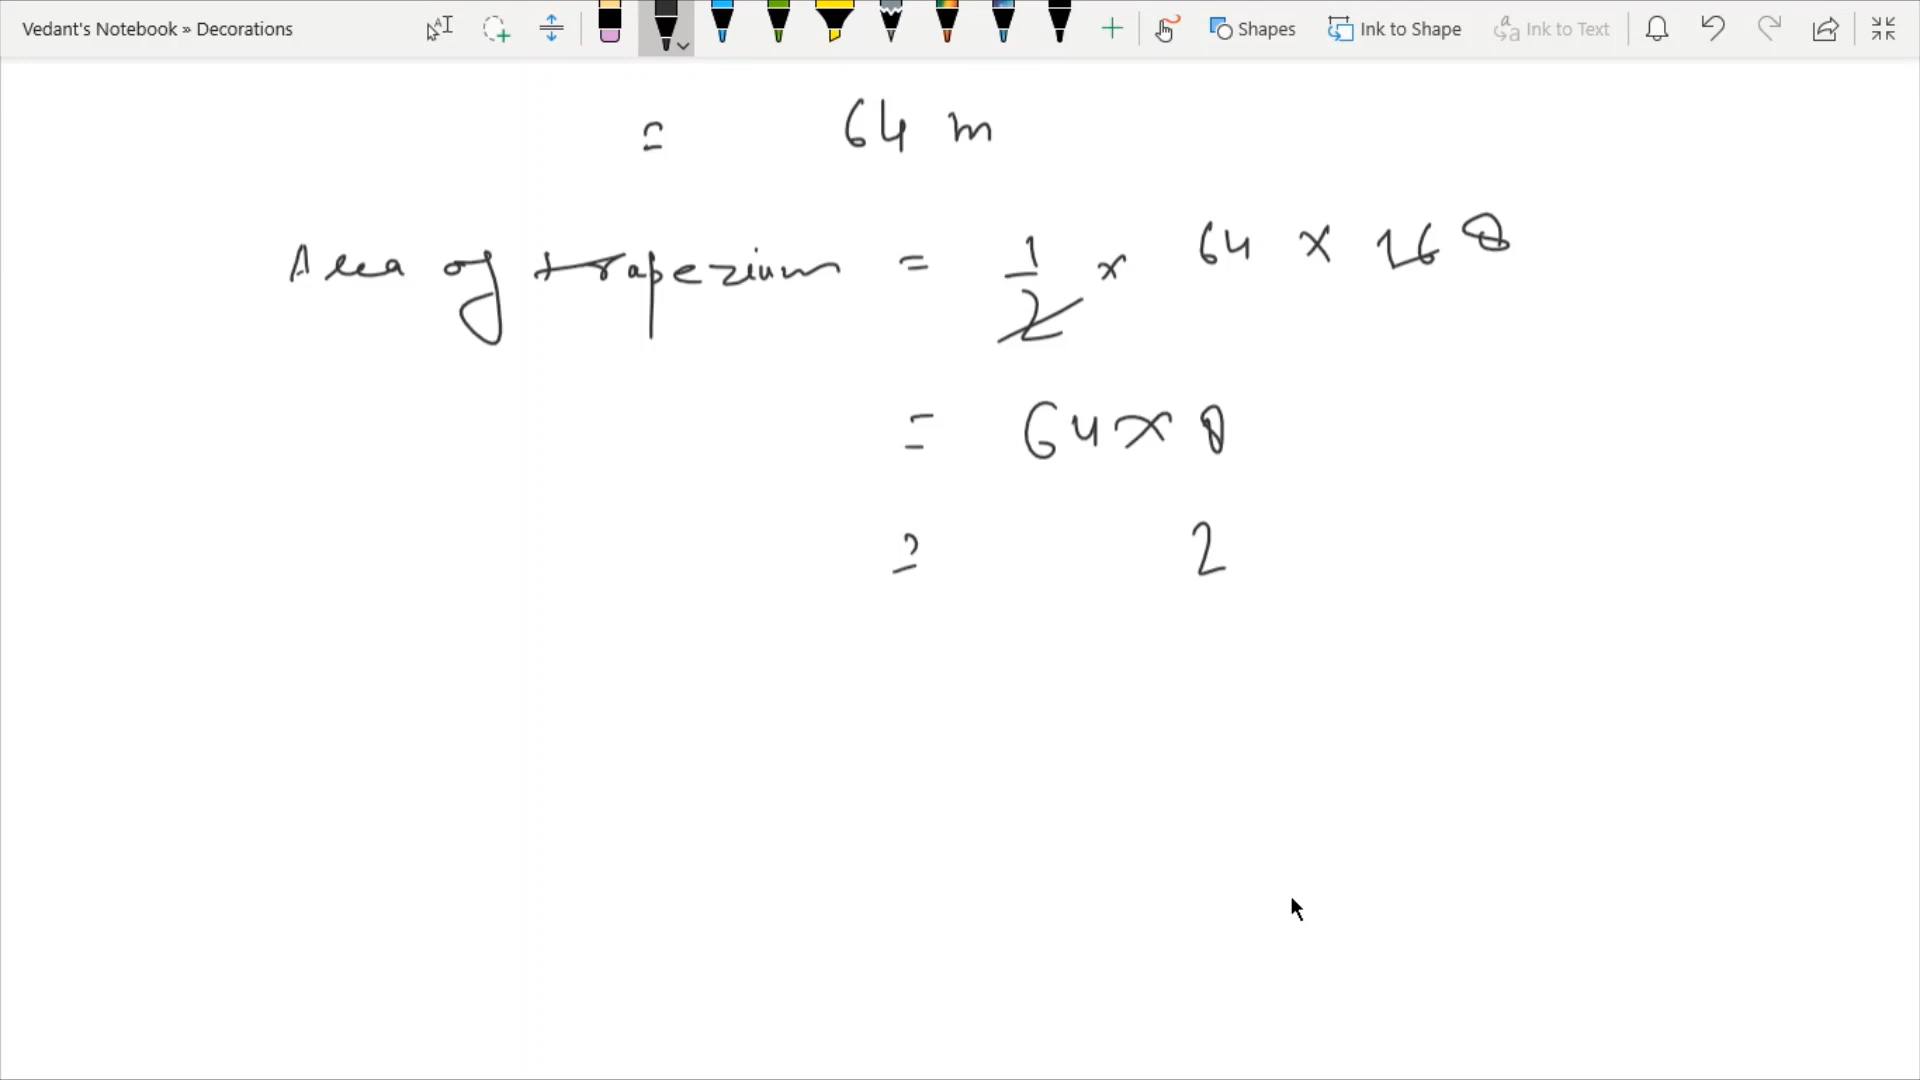 Vedant's Notebook » Decorations
Shapes
Ink to Shape
Ink to Text
= 64 m
Area of trapezium = 1/2 × 64 × 16 8
= 64 × 8
= 2